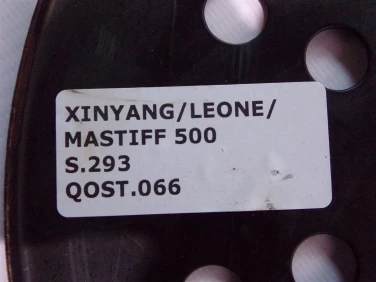 XINYANG/LEONE/
MASTIFF 500
S.293
QOST.066